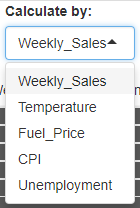 Calculate by:
Weekly_Sales
Weekly_Sales
Temperature
Fuel_Price
CPI
Unemployment